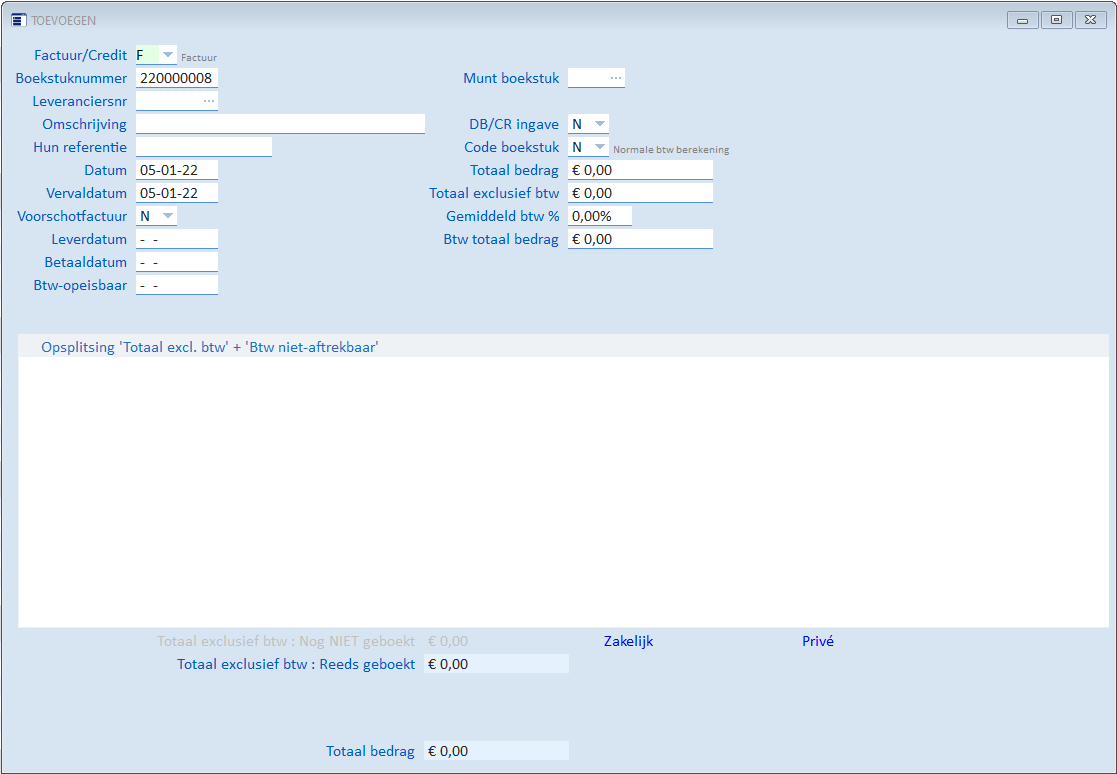 TOEVOEGEN
Factuur/Credit F Factuur
Boekstuknummer 220000008 Munt boekstuk ...
Leveranciersnr ...
Omschrijving DB/CR ingave N
Hun referentie Code boekstuk N Normale btw berekening
Datum 05-01-22 Totaal bedrag € 0,00
Vervaldatum 05-01-22 Totaal exclusief btw € 0,00
Voorschotfactuur N Gemiddeld btw % 0,00%
Leverdatum - - Btw totaal bedrag € 0,00
Betaaldatum - -
Btw-opeisbaar - -
Opsplitsing 'Totaal excl. btw' + 'Btw niet-aftrekbaar'
Totaal exclusief btw : Nog NIET geboekt € 0,00 Zakelijk Privé
Totaal exclusief btw : Reeds geboekt € 0,00
Totaal bedrag € 0,00